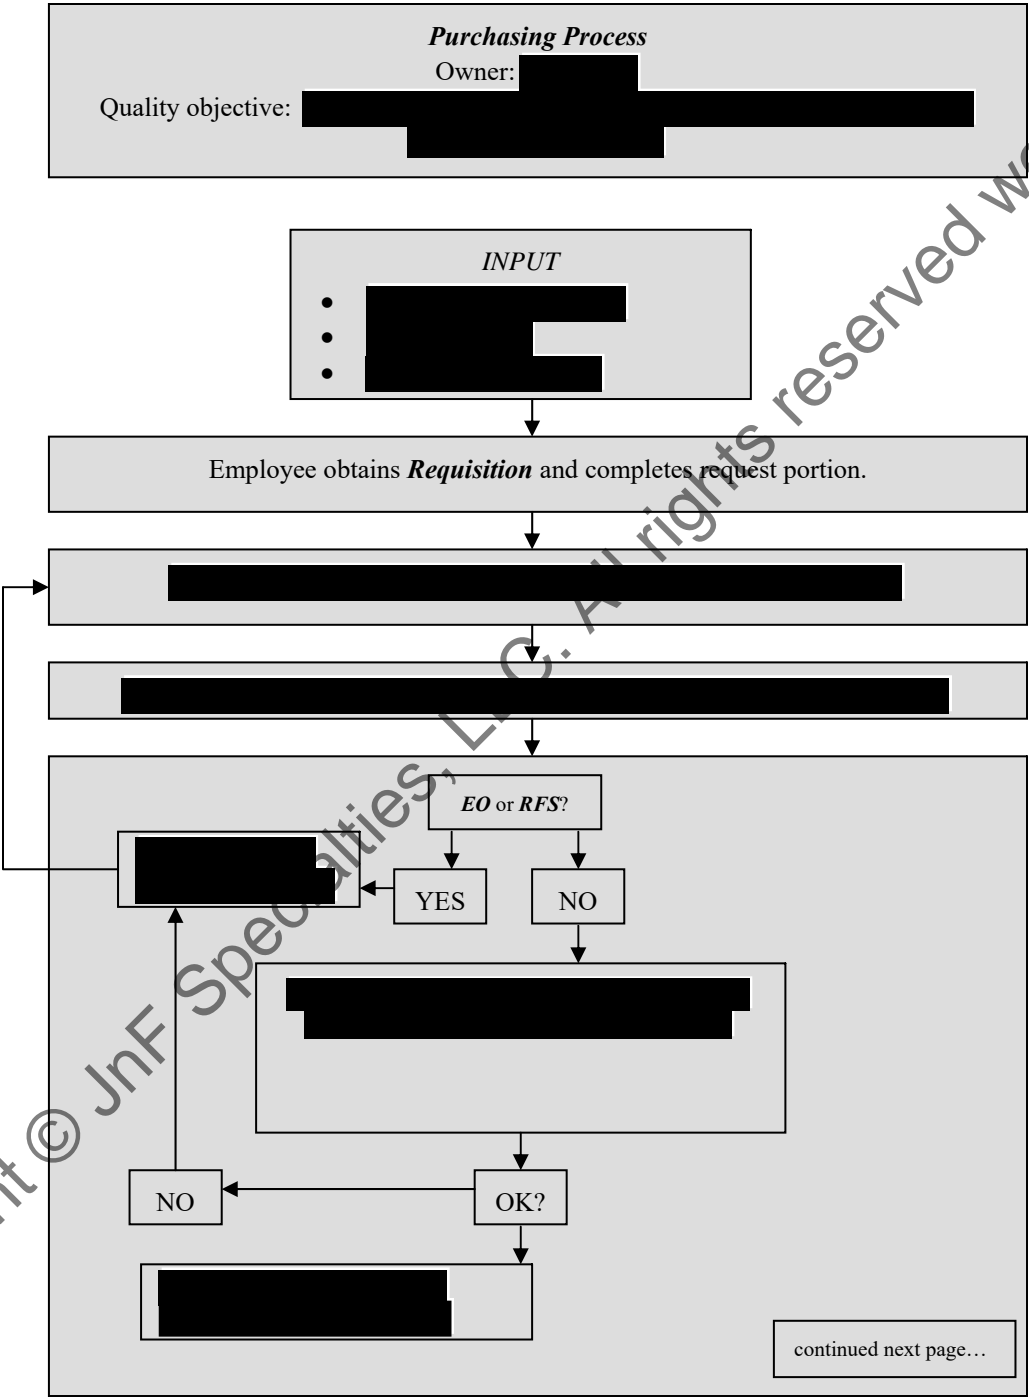 Purchasing Process
Owner:
Quality objective:
INPUT
•
•
•
Employee obtains Requisition and completes request portion.
EO or RFS?
YES
NO
NO
OK?
continued next page…
© JnF Specialties, LLC. All rights reserved